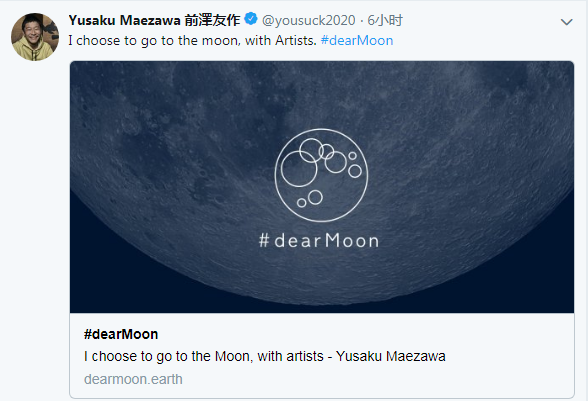 Yusaku Maezawa 前澤友作 @yousuck2020 · 6小时
I choose to go to the moon, with Artists. #dearMoon
#dearMoon
#dearMoon
I choose to go to the Moon, with artists - Yusaku Maezawa
dearmoon.earth